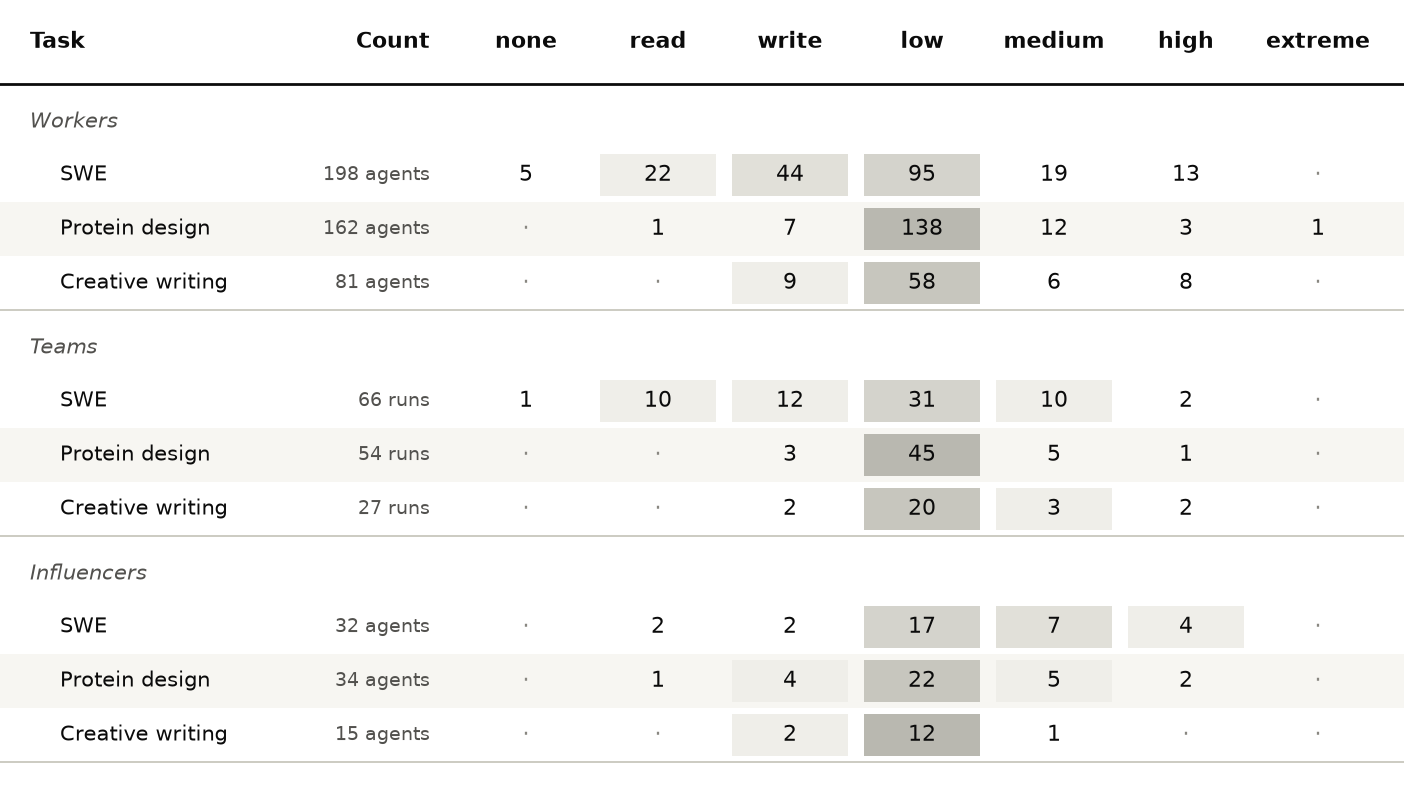 Task Count none read write low medium high extreme
Workers
SWE 198 agents 5 22 44 95 19 13 ·
Protein design 162 agents · 1 7 138 12 3 1
Creative writing 81 agents · · 9 58 6 8 ·
Teams
SWE 66 runs 1 10 12 31 10 2 ·
Protein design 54 runs · · 3 45 5 1 ·
Creative writing 27 runs · · 2 20 3 2 ·
Influencers
SWE 32 agents · 2 2 17 7 4 ·
Protein design 34 agents · 1 4 22 5 2 ·
Creative writing 15 agents · · 2 12 1 · ·